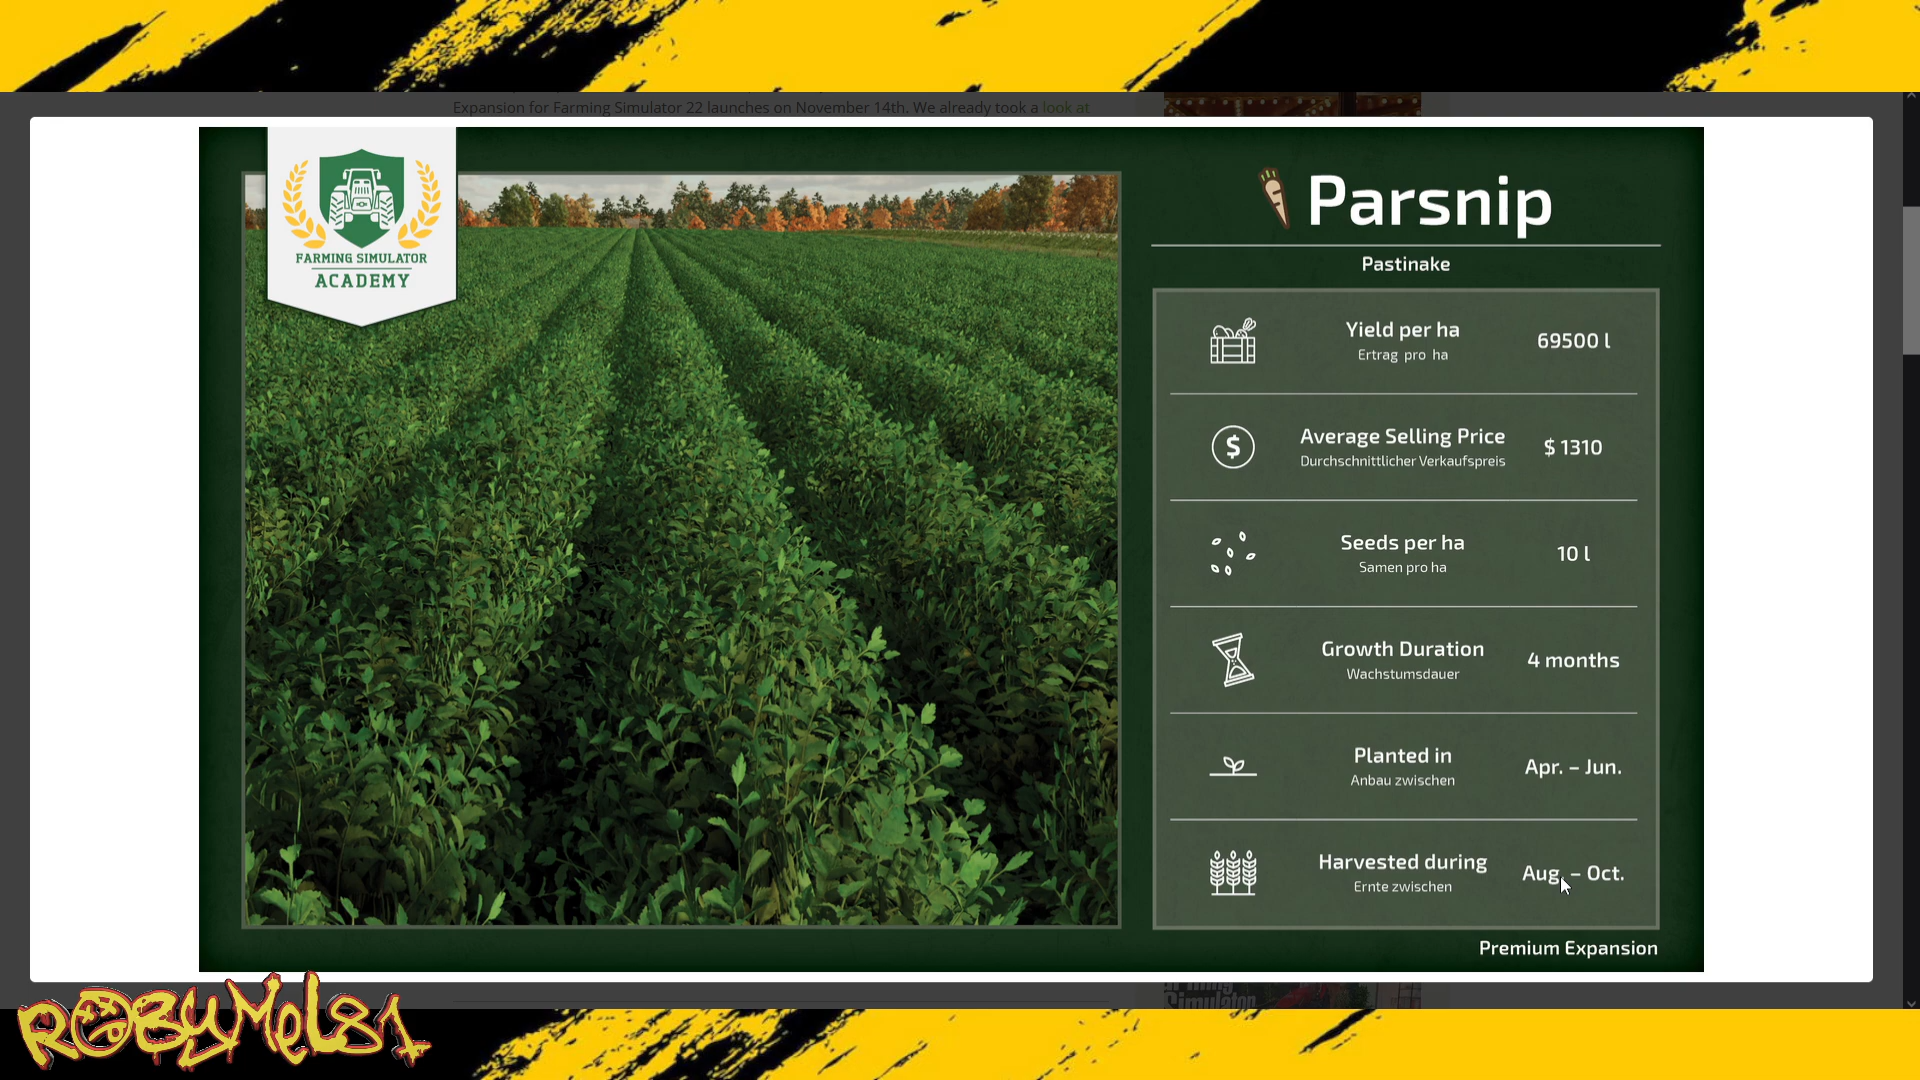 Expansion for Farming Simulator 22 launches on November 14th. We already took a look at
FARMING SIMULATOR
ACADEMY
Parsnip
Pastinake
Yield per ha
Ertrag pro ha
69500 l
Average Selling Price
Durchschnittlicher Verkaufspreis
$ 1310
Seeds per ha
Samen pro ha
10 l
Growth Duration
Wachstumsdauer
4 months
Planted in
Anbau zwischen
Apr. – Jun.
Harvested during
Ernte zwischen
Aug. – Oct.
Premium Expansion
Simulator
RobyMel81